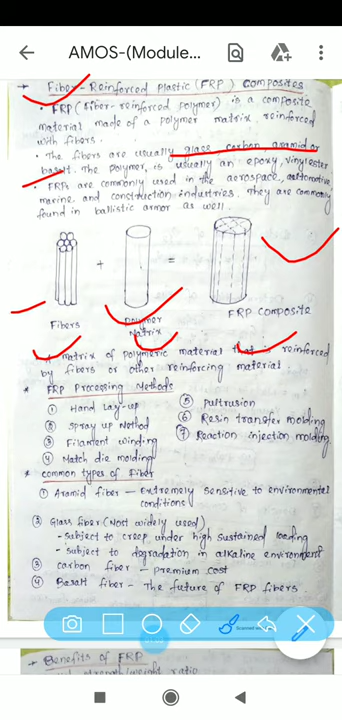 AMOS-(Module...
→ Fiber-Reinforced Plastic (FRP) Composites
• FRP (fiber-reinforced polymer) is a composite
material made of a polymer matrix, reinforced
with fibers.
• The fibers are usually glass, carbon, aramid or
basalt. The polymer is usually an epoxy, vinylester
• FRPs are commonly used in the aerospace, automotive,
marine, and construction industries. They are commonly
found in ballistic armor as well.
+
=
Fibers
polymer
Matrix
FRP Composite
A matrix of polymeric material that is reinforced
by fibers or other reinforcing material.
* FRP Processing Methods
① Hand lay-up
② Spray up Method
③ Filament winding
④ Match die molding
⑤ Pultrusion
⑥ Resin transfer molding
⑦ Reaction injection molding
* Common types of Fiber
① Aramid fiber - Extremely sensitive to environmental
conditions
② Glass fiber (Most widely used)
- subject to creep under high sustained loading
- subject to degradation in alkaline environment
③ carbon fiber - premium cost
④ Basalt fiber - The future of FRP fibers.
→ Benefits of FRP